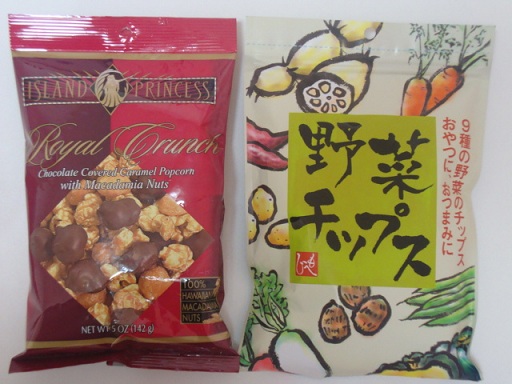 ISLAND PRINCESS
Royal Crunch
Chocolate Covered Caramel Popcorn
with Macadamia Nuts
100%
HAWAIIAN
MACADAMIA
NUTS
NET WT 5 OZ (142g)
野菜
チップス
9種の野菜のチップス
おやつに、おつまみに